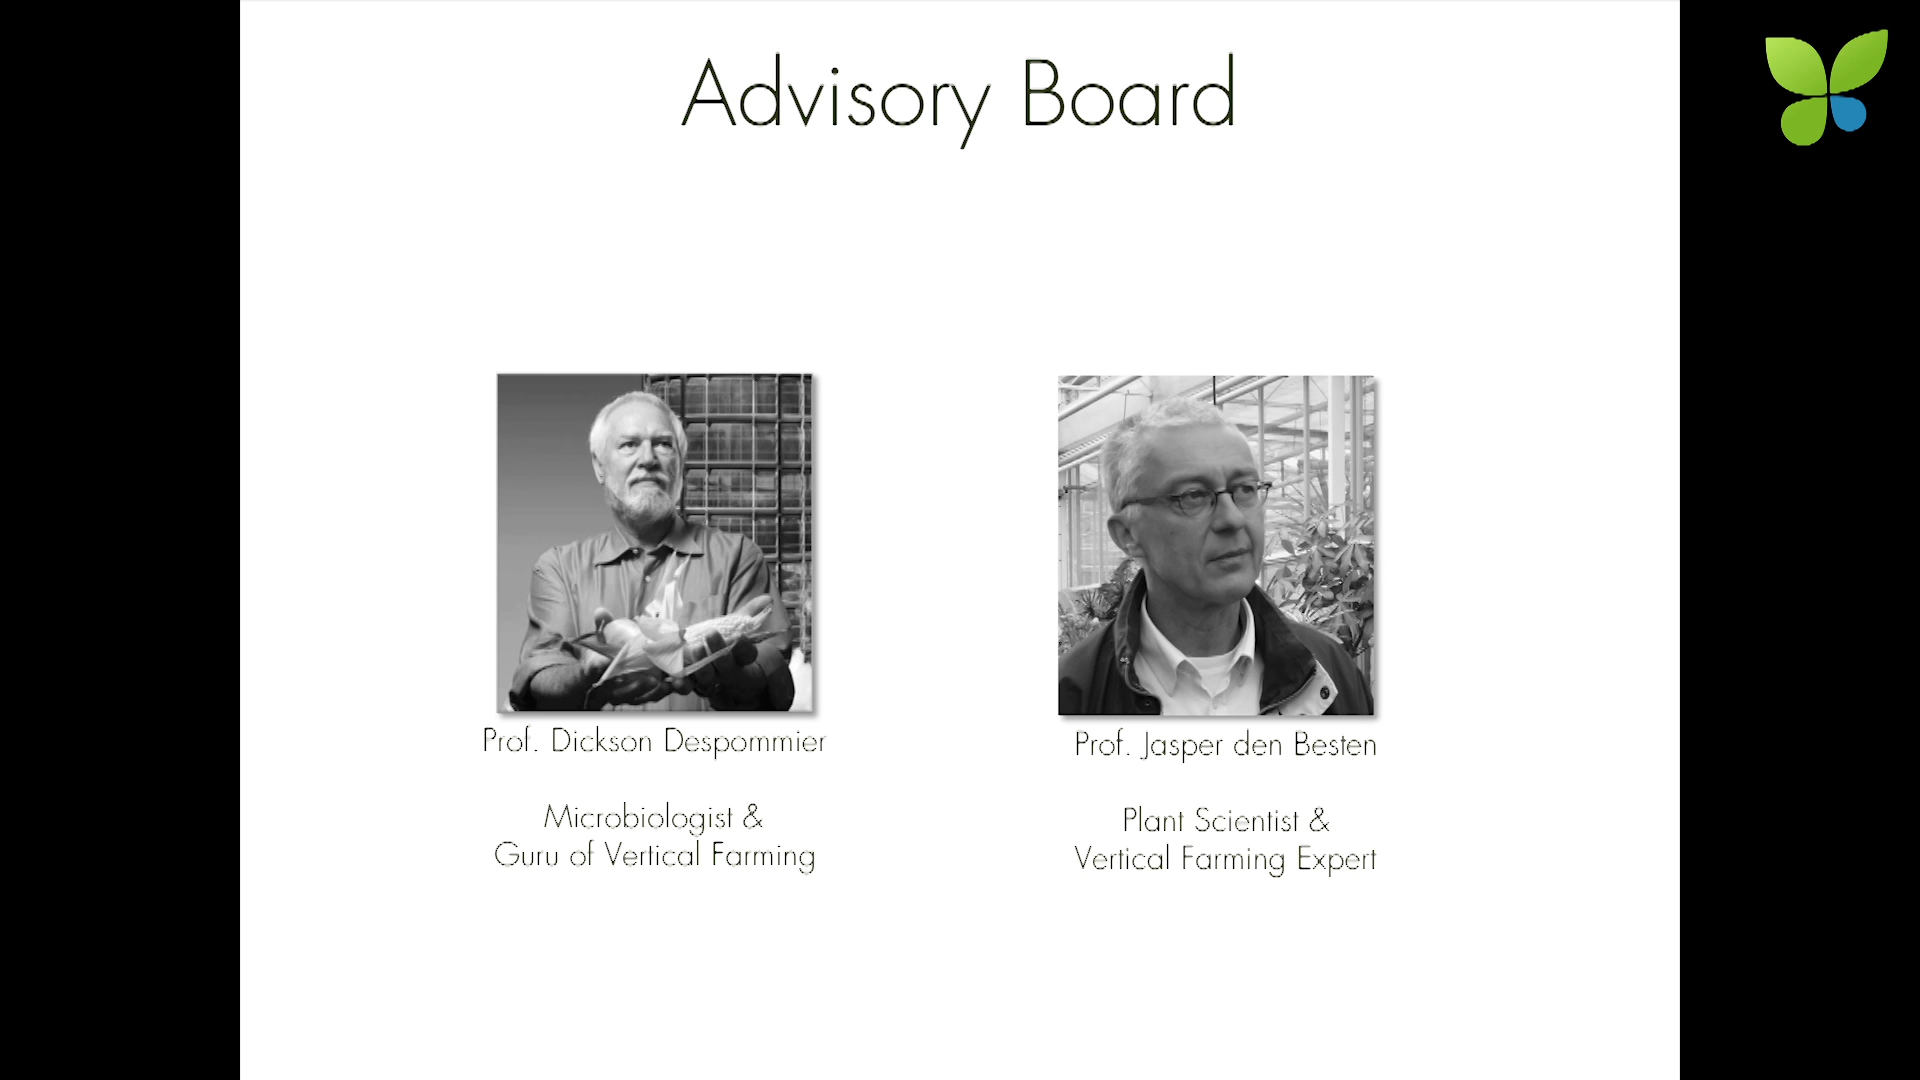 Advisory Board
Prof. Dickson Despommier
Microbiologist &
Guru of Vertical Farming
Prof. Jasper den Besten
Plant Scientist &
Vertical Farming Expert